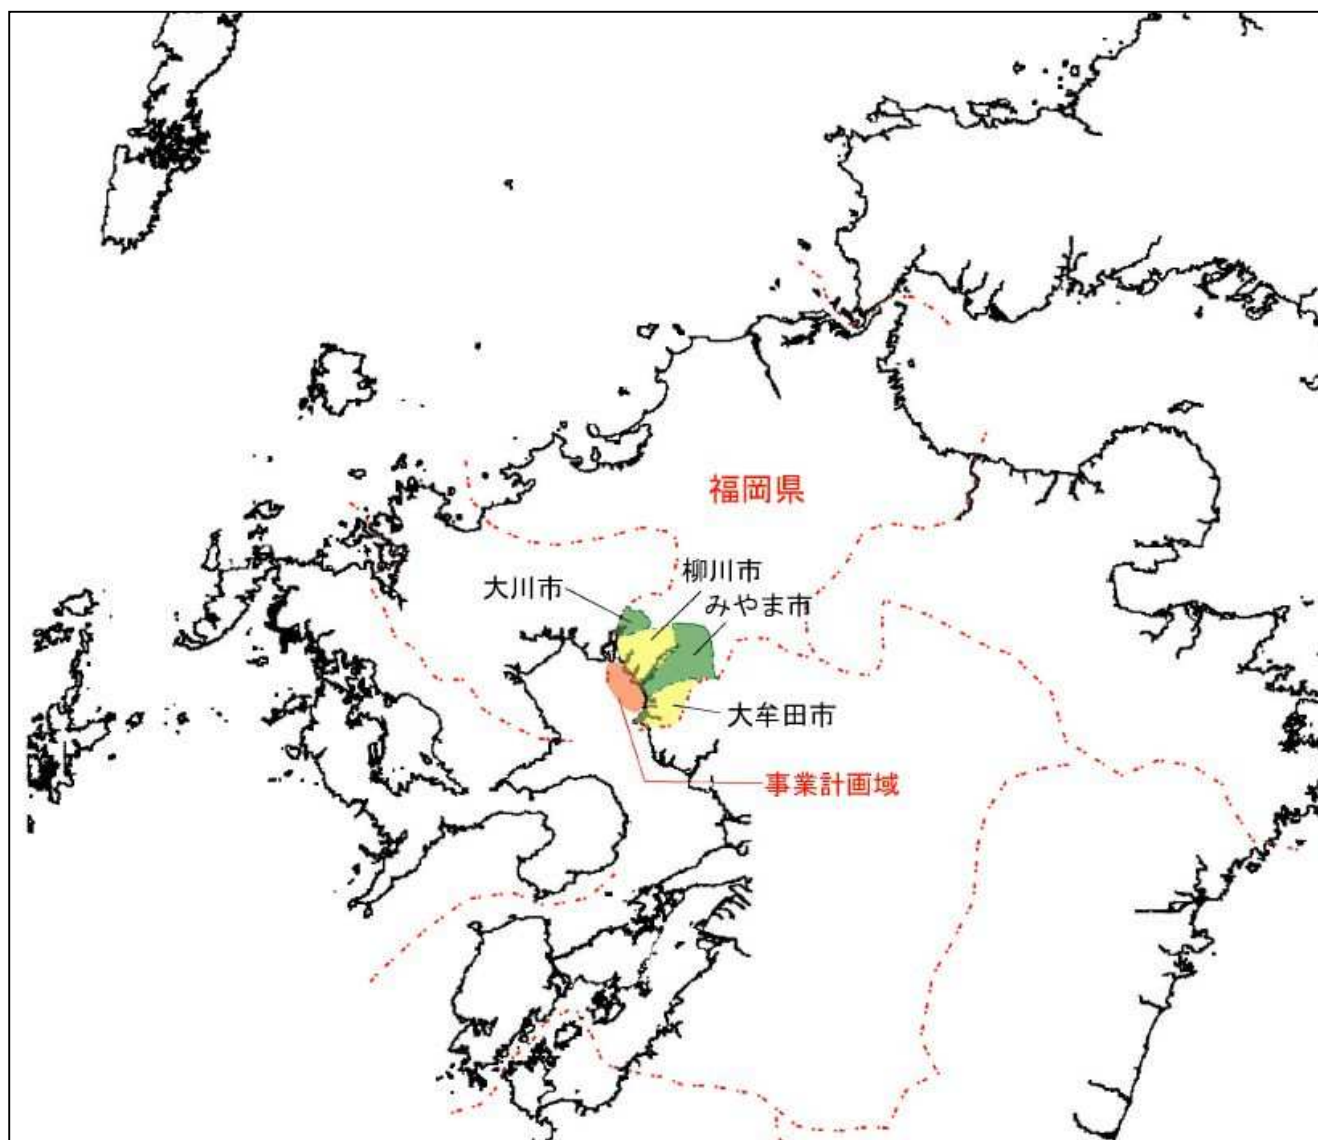 福岡県
柳川市
大川市
みやま市
大牟田市
事業計画域